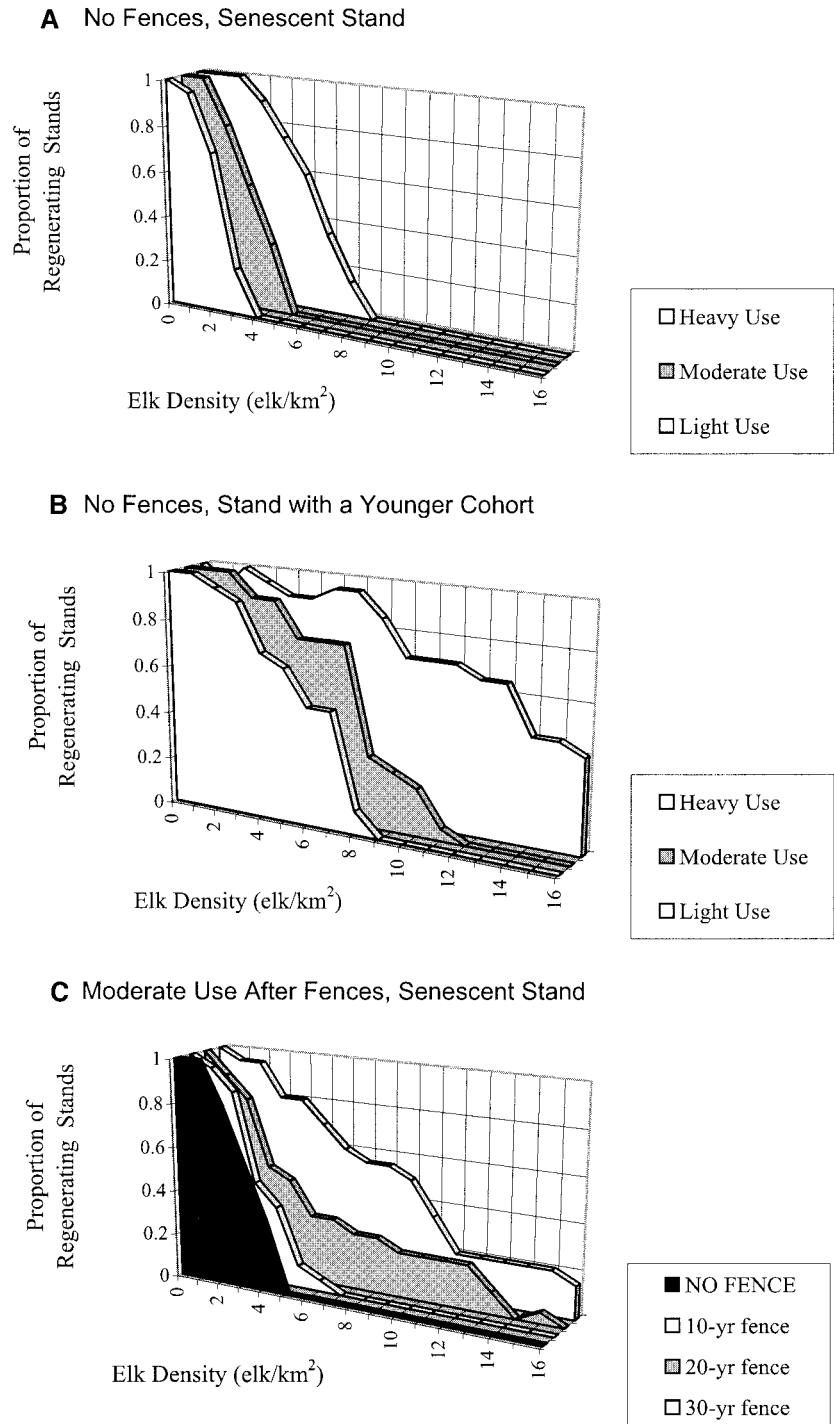 A No Fences, Senescent Stand
Proportion of
Regenerating Stands
1
0.8
0.6
0.4
0.2
0
0
2
4
6
8
10
12
14
16
Elk Density (elk/km²)
Heavy Use
Moderate Use
Light Use
B No Fences, Stand with a Younger Cohort
Proportion of
Regenerating Stands
1
0.8
0.6
0.4
0.2
0
0
2
4
6
8
10
12
14
16
Elk Density (elk/km²)
Heavy Use
Moderate Use
Light Use
C Moderate Use After Fences, Senescent Stand
Proportion of
Regenerating Stands
1
0.8
0.6
0.4
0.2
0
0
2
4
6
8
10
12
14
16
Elk Density (elk/km²)
NO FENCE
10-yr fence
20-yr fence
30-yr fence